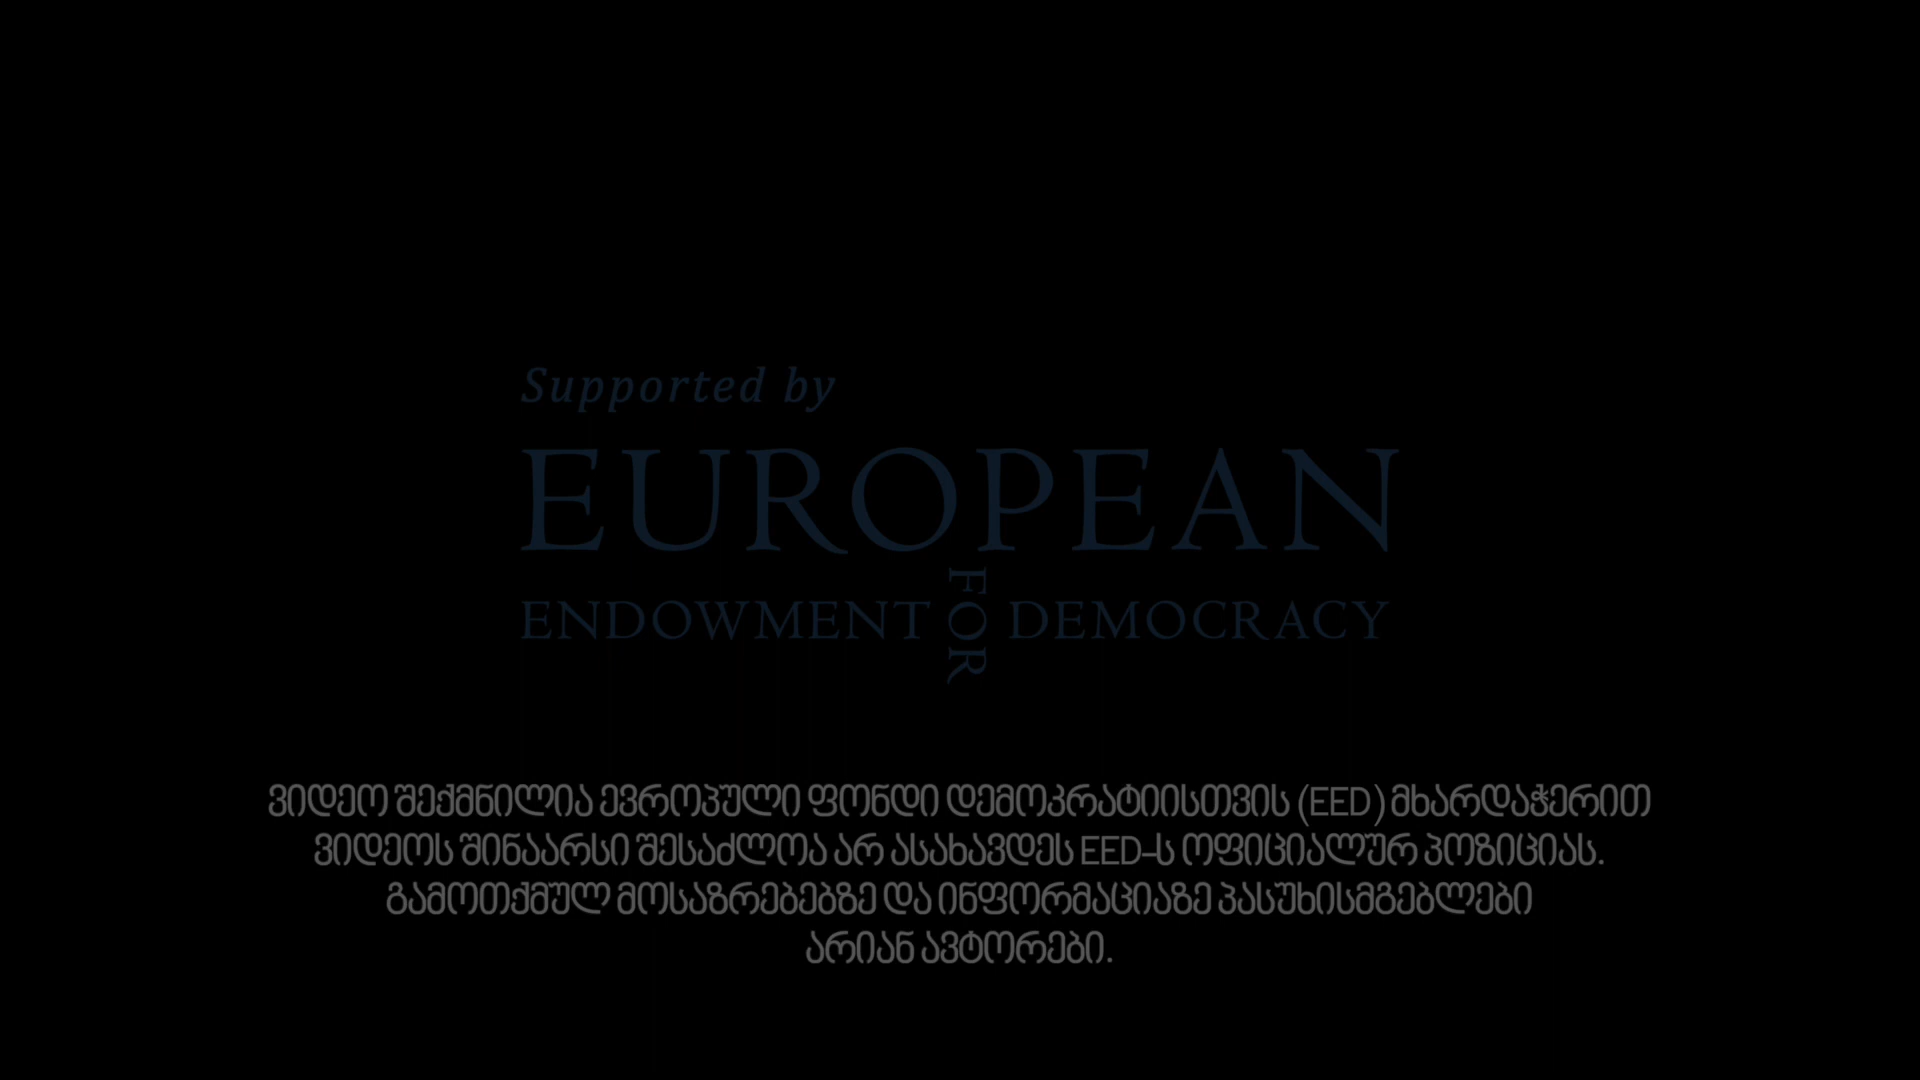 Supported by
EUROPEAN
ENDOWMENT FOR DEMOCRACY
ვიდეო შექმნილია ევროპული ფონდი დემოკრატიისთვის (EED) მხარდაჭერით
ვიდეოს შინაარსი შესაძლოა არ ასახავდეს EED-ს ოფიციალურ პოზიციას.
გამოთქმულ მოსაზრებებზე და ინფორმაციაზე პასუხისმგებლები
არიან ავტორები.